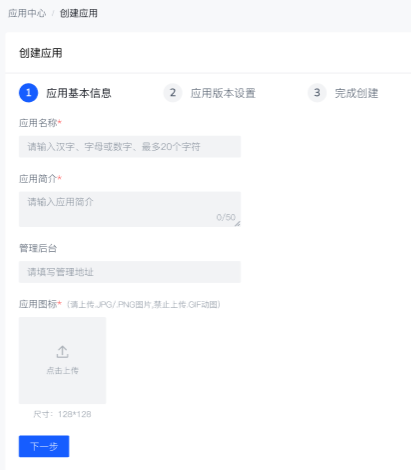 应用中心 / 创建应用
创建应用
1 应用基本信息 2 应用版本设置 3 完成创建
应用名称*
请输入汉字、字母或数字、最多20个字符
应用简介*
请输入应用简介
0/50
管理后台
请填写管理地址
应用图标* (请上传.JPG/.PNG图片,禁止上传.GIF动图)
点击上传
尺寸：128*128
下一步